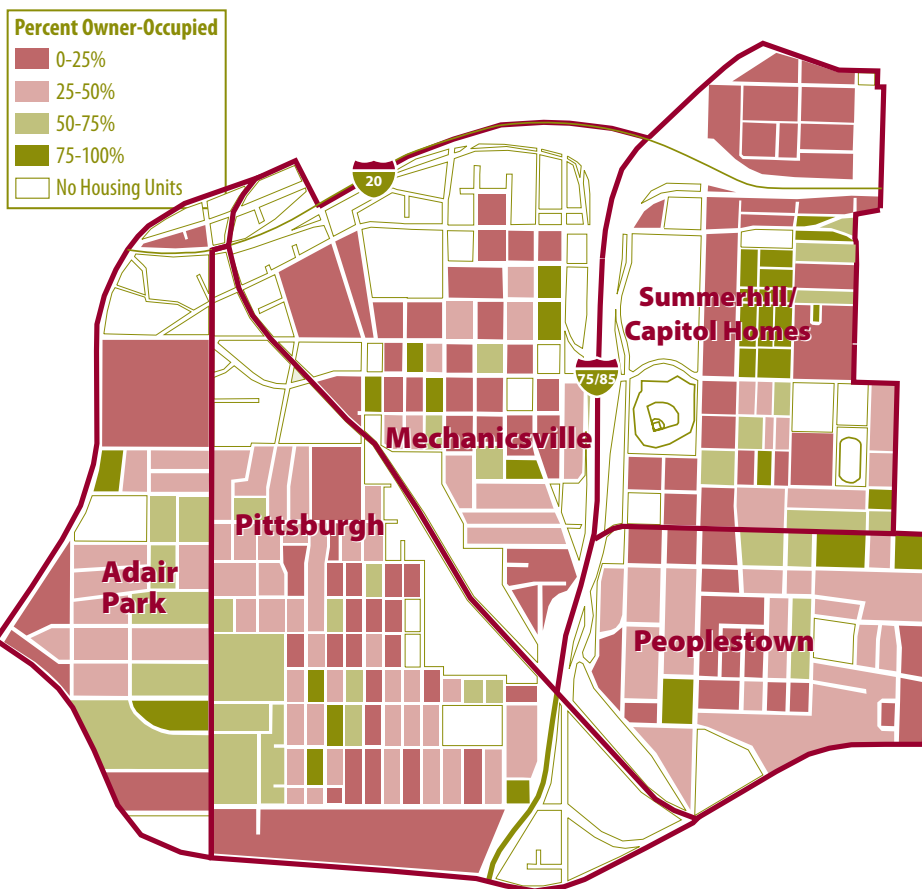 Percent Owner-Occupied
0-25%
25-50%
50-75%
75-100%
No Housing Units
20
Summerhill/
Capitol Homes
75/85
Mechanicsville
Pittsburgh
Adair
Park
Peoplestown